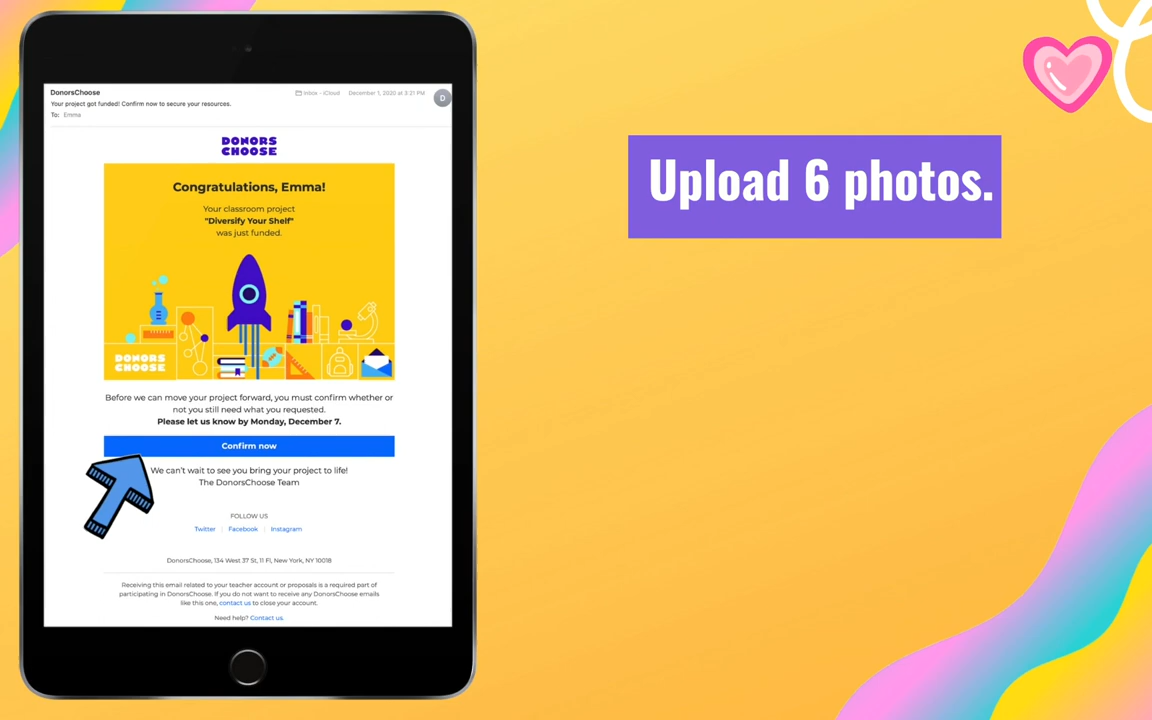 DonorsChoose
Inbox - iCloud December 1, 2020 at 3:21 PM
D
Your project got funded! Confirm now to secure your resources.
To: Emma
DONORS
CHOOSE
Congratulations, Emma!
Your classroom project
"Diversify Your Shelf"
was just funded.
DONORS
CHOOSE
Before we can move your project forward, you must confirm whether or
not you still need what you requested.
Please let us know by Monday, December 7.
Confirm now
We can't wait to see you bring your project to life!
The DonorsChoose Team
FOLLOW US
Twitter | Facebook | Instagram
DonorsChoose, 134 West 37 St, 11 Fl, New York, NY 10018
Receiving this email related to your teacher account or proposals is a required part of
participating in DonorsChoose. If you do not want to receive any DonorsChoose emails
like this one, contact us to close your account.
Need help? Contact us.
Upload 6 photos.